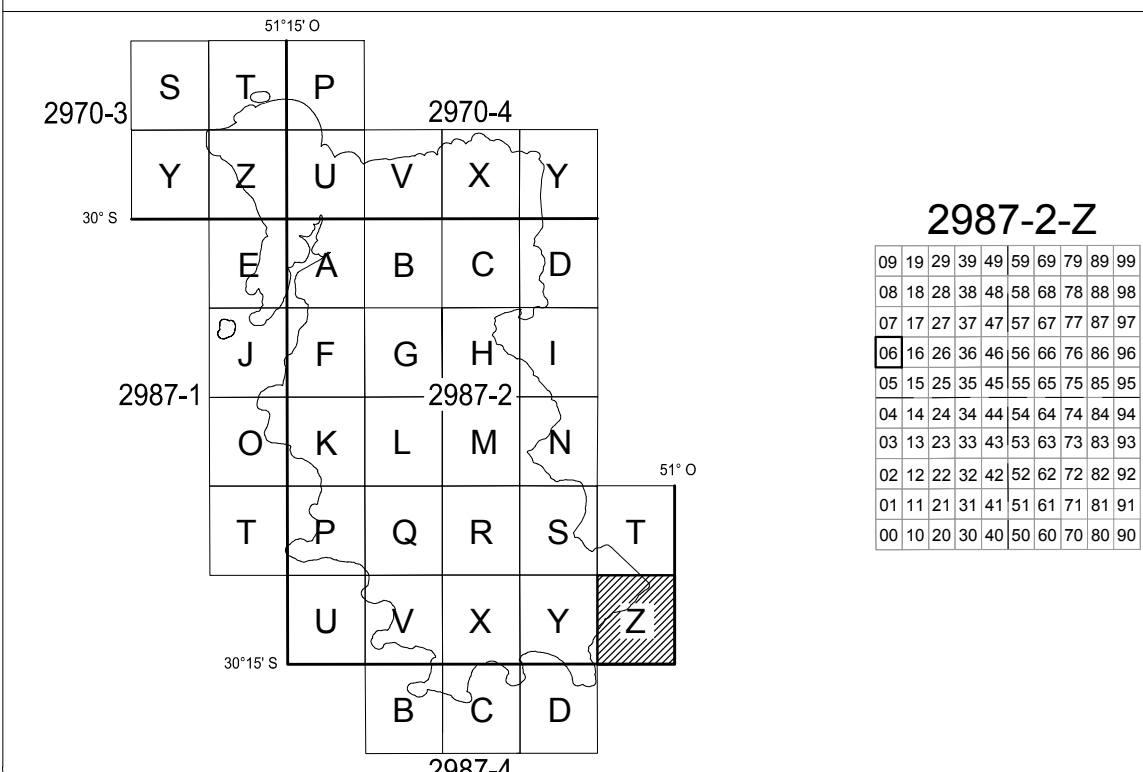 51°15' O
S T P
2970-3 2970-4
Y Z U V X Y
30° S
E A B C D
J F G H I
2987-1 2987-2
O K L M N
51° O
T P Q R S T
U V X Y Z
30°15' S
B C D
2987-4
2987-2-Z
09 19 29 39 49 59 69 79 89 99
08 18 28 38 48 58 68 78 88 98
07 17 27 37 47 57 67 77 87 97
06 16 26 36 46 56 66 76 86 96
05 15 25 35 45 55 65 75 85 95
04 14 24 34 44 54 64 74 84 94
03 13 23 33 43 53 63 73 83 93
02 12 22 32 42 52 62 72 82 92
01 11 21 31 41 51 61 71 81 91
00 10 20 30 40 50 60 70 80 90